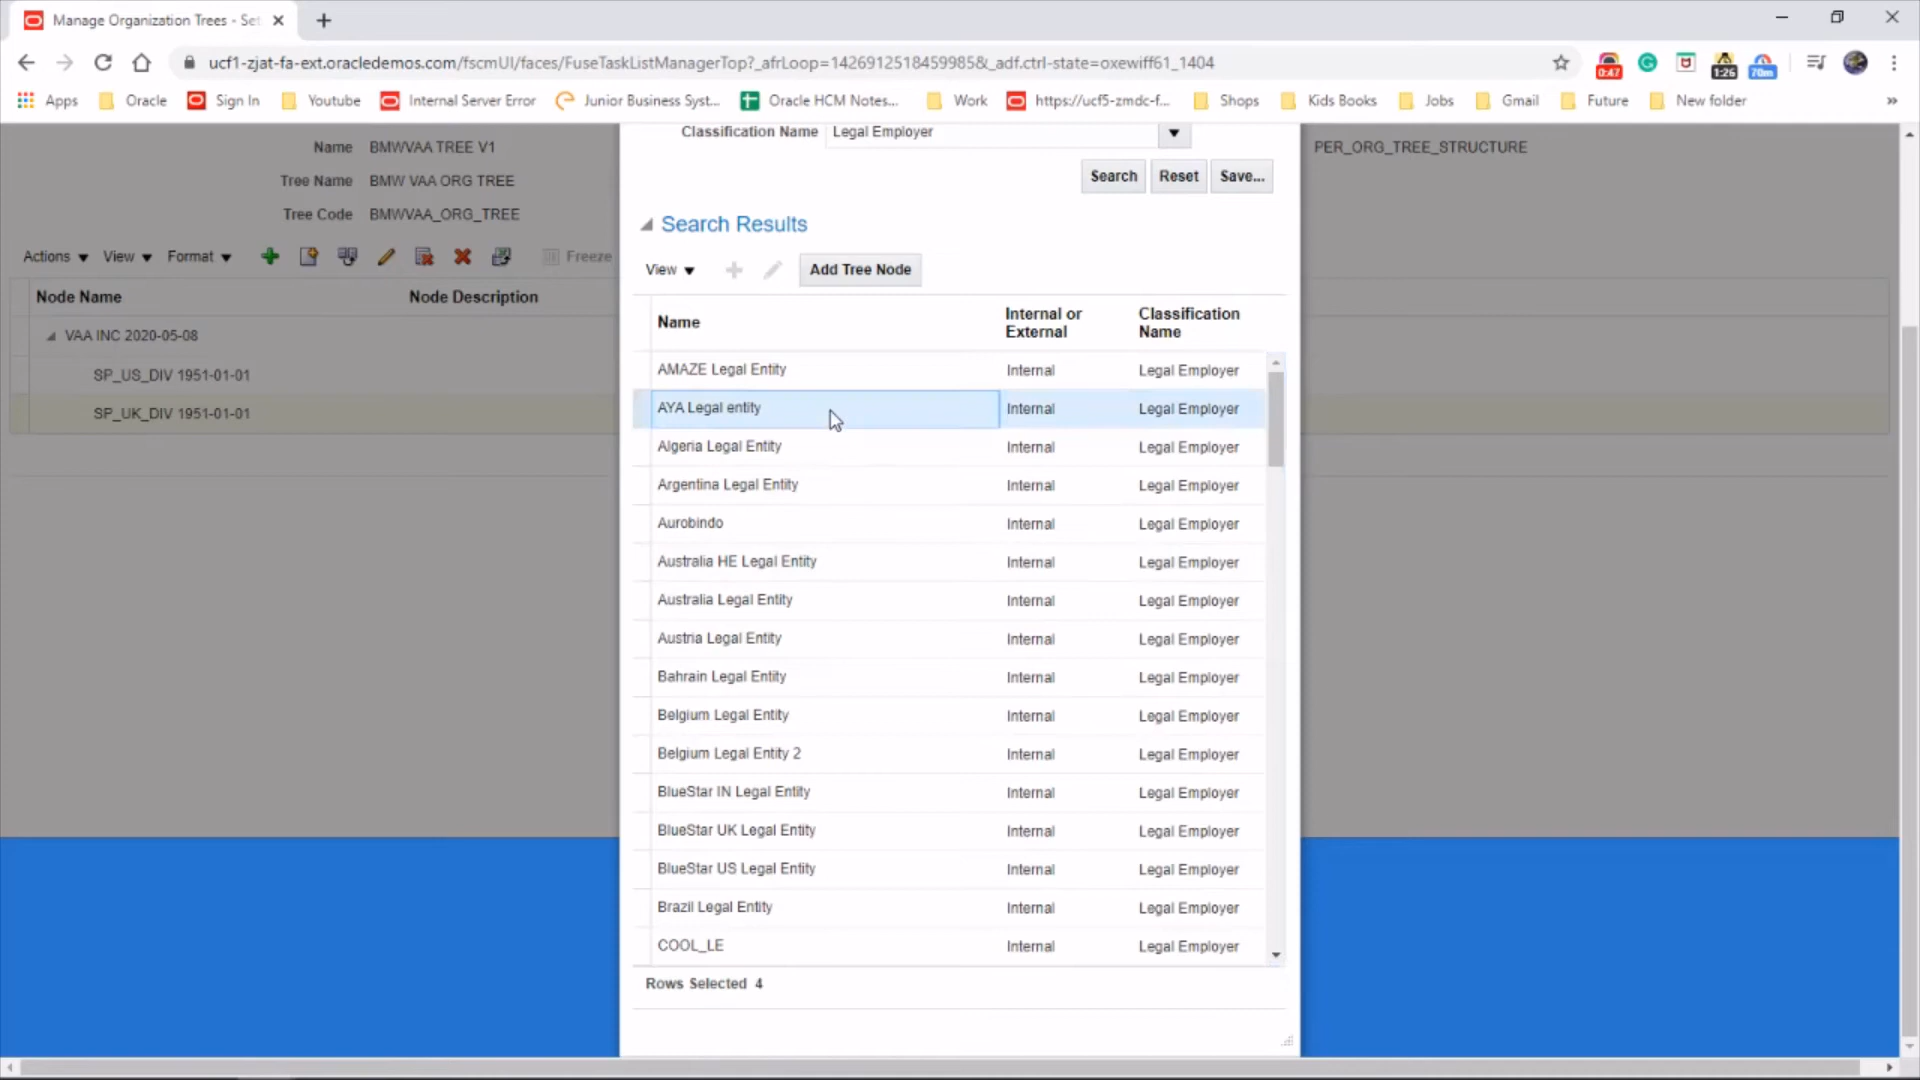 Manage Organization Trees - Set
ucf1-zjat-fa-ext.oracledemos.com/fscmUI/faces/FuseTaskListManagerTop?_afrLoop=142691251845998​5&_adf.ctrl-state=oxewiff61_1404
0:47
1:26
70m
Apps
Oracle
Sign In
Youtube
Internal Server Error
Junior Business Syst...
Oracle HCM Notes...
Work
https://ucf5-zmdc-f...
Shops
Kids Books
Jobs
Gmail
Future
New folder
»
Name BMWVAA TREE V1
Tree Name BMW VAA ORG TREE
Tree Code BMWVAA_ORG_TREE
PER_ORG_TREE_STRUCTURE
Actions View Format Freeze
Node Name Node Description
VAA INC 2020-05-08
SP_US_DIV 1951-01-01
SP_UK_DIV 1951-01-01
Classification Name Legal Employer
Search Reset Save...
Search Results
View Add Tree Node
Name Internal or External Classification Name
AMAZE Legal Entity Internal Legal Employer
AYA Legal entity Internal Legal Employer
Algeria Legal Entity Internal Legal Employer
Argentina Legal Entity Internal Legal Employer
Aurobindo Internal Legal Employer
Australia HE Legal Entity Internal Legal Employer
Australia Legal Entity Internal Legal Employer
Austria Legal Entity Internal Legal Employer
Bahrain Legal Entity Internal Legal Employer
Belgium Legal Entity Internal Legal Employer
Belgium Legal Entity 2 Internal Legal Employer
BlueStar IN Legal Entity Internal Legal Employer
BlueStar UK Legal Entity Internal Legal Employer
BlueStar US Legal Entity Internal Legal Employer
Brazil Legal Entity Internal Legal Employer
COOL_LE Internal Legal Employer
Rows Selected 4